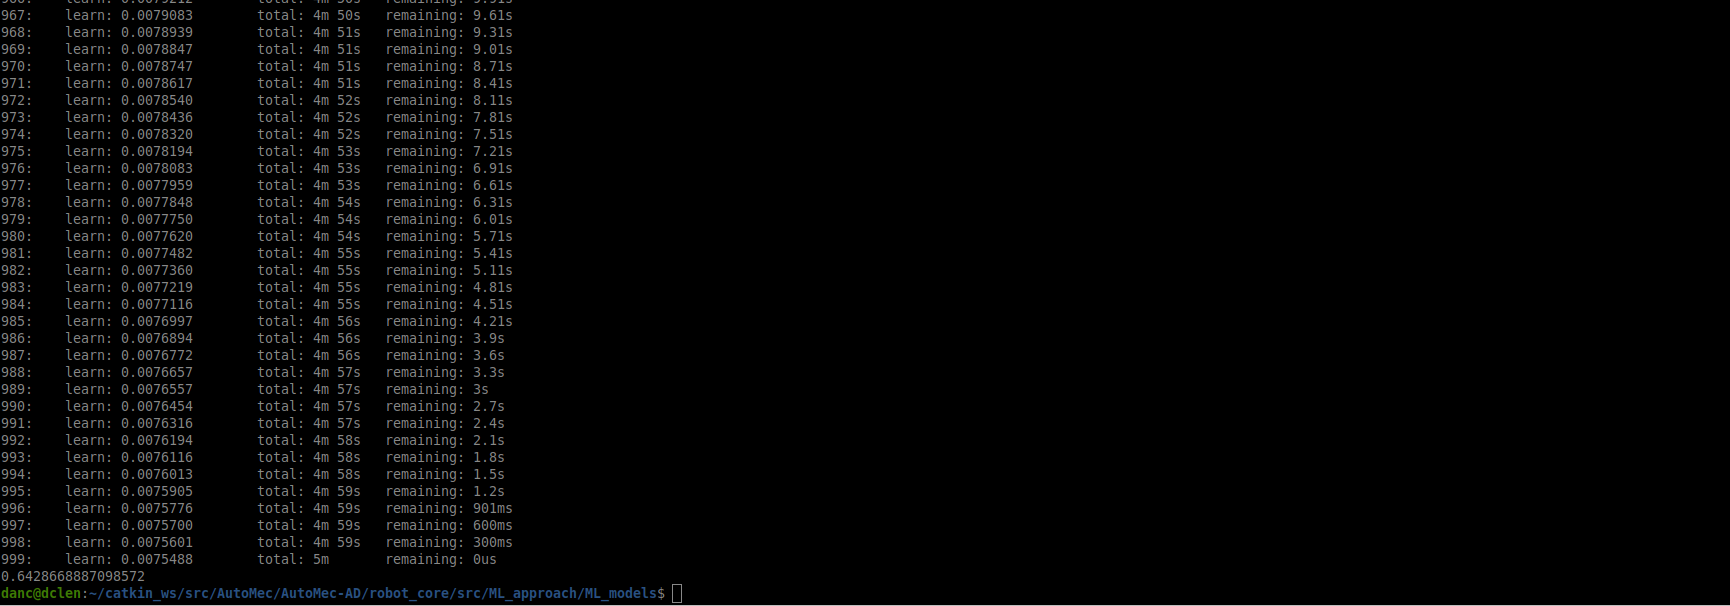 967: learn: 0.0079083 total: 4m 50s remaining: 9.61s
968: learn: 0.0078939 total: 4m 51s remaining: 9.31s
969: learn: 0.0078847 total: 4m 51s remaining: 9.01s
970: learn: 0.0078747 total: 4m 51s remaining: 8.71s
971: learn: 0.0078617 total: 4m 51s remaining: 8.41s
972: learn: 0.0078540 total: 4m 52s remaining: 8.11s
973: learn: 0.0078436 total: 4m 52s remaining: 7.81s
974: learn: 0.0078320 total: 4m 52s remaining: 7.51s
975: learn: 0.0078194 total: 4m 53s remaining: 7.21s
976: learn: 0.0078083 total: 4m 53s remaining: 6.91s
977: learn: 0.0077959 total: 4m 53s remaining: 6.61s
978: learn: 0.0077848 total: 4m 54s remaining: 6.31s
979: learn: 0.0077750 total: 4m 54s remaining: 6.01s
980: learn: 0.0077620 total: 4m 54s remaining: 5.71s
981: learn: 0.0077482 total: 4m 55s remaining: 5.41s
982: learn: 0.0077360 total: 4m 55s remaining: 5.11s
983: learn: 0.0077219 total: 4m 55s remaining: 4.81s
984: learn: 0.0077116 total: 4m 55s remaining: 4.51s
985: learn: 0.0076997 total: 4m 56s remaining: 4.21s
986: learn: 0.0076894 total: 4m 56s remaining: 3.9s
987: learn: 0.0076772 total: 4m 56s remaining: 3.6s
988: learn: 0.0076657 total: 4m 57s remaining: 3.3s
989: learn: 0.0076557 total: 4m 57s remaining: 3s
990: learn: 0.0076454 total: 4m 57s remaining: 2.7s
991: learn: 0.0076316 total: 4m 57s remaining: 2.4s
992: learn: 0.0076194 total: 4m 58s remaining: 2.1s
993: learn: 0.0076116 total: 4m 58s remaining: 1.8s
994: learn: 0.0076013 total: 4m 58s remaining: 1.5s
995: learn: 0.0075905 total: 4m 59s remaining: 1.2s
996: learn: 0.0075776 total: 4m 59s remaining: 901ms
997: learn: 0.0075700 total: 4m 59s remaining: 600ms
998: learn: 0.0075601 total: 4m 59s remaining: 300ms
999: learn: 0.0075488 total: 5m remaining: 0us
0.6428668887098572
danc@dclen:~/catkin_ws/src/AutoMec/AutoMec-AD/robot_core/src/ML_approach/ML_models$